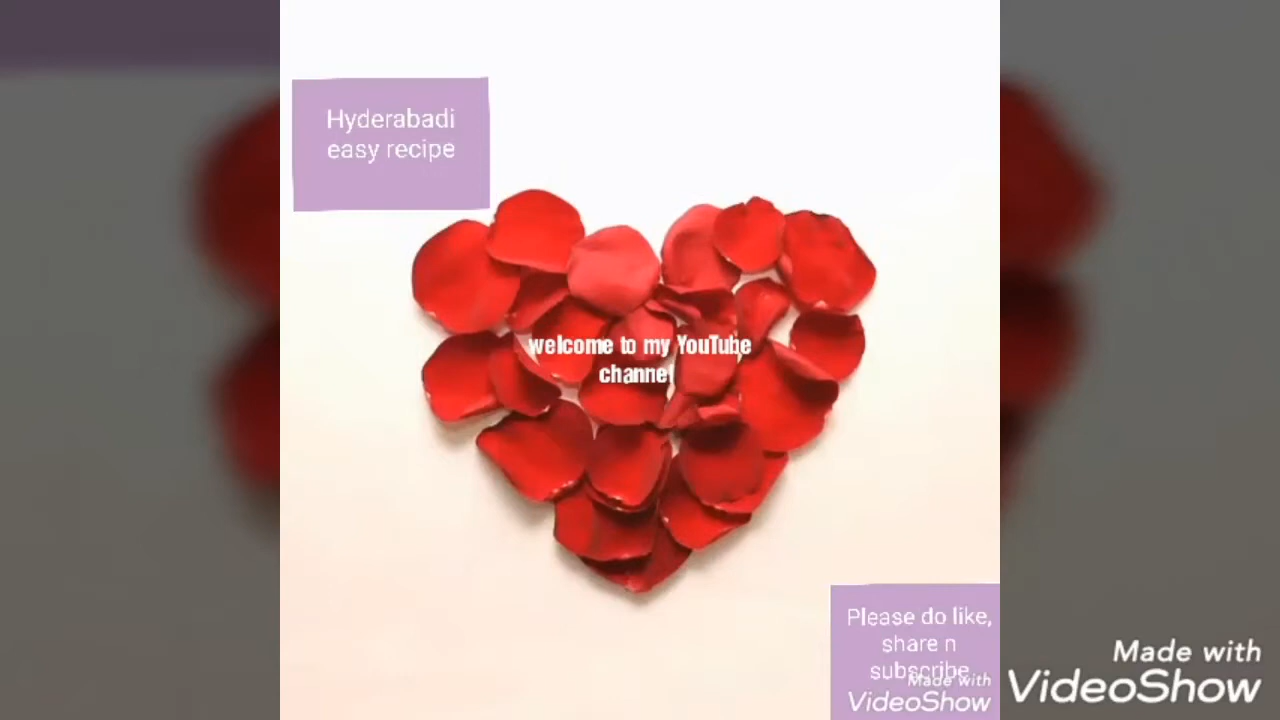 Hyderabadi
easy recipe
welcome to my YouTube
channel
Please do like,
share n
subscribe
Made with
VideoShow
Made with
VideoShow